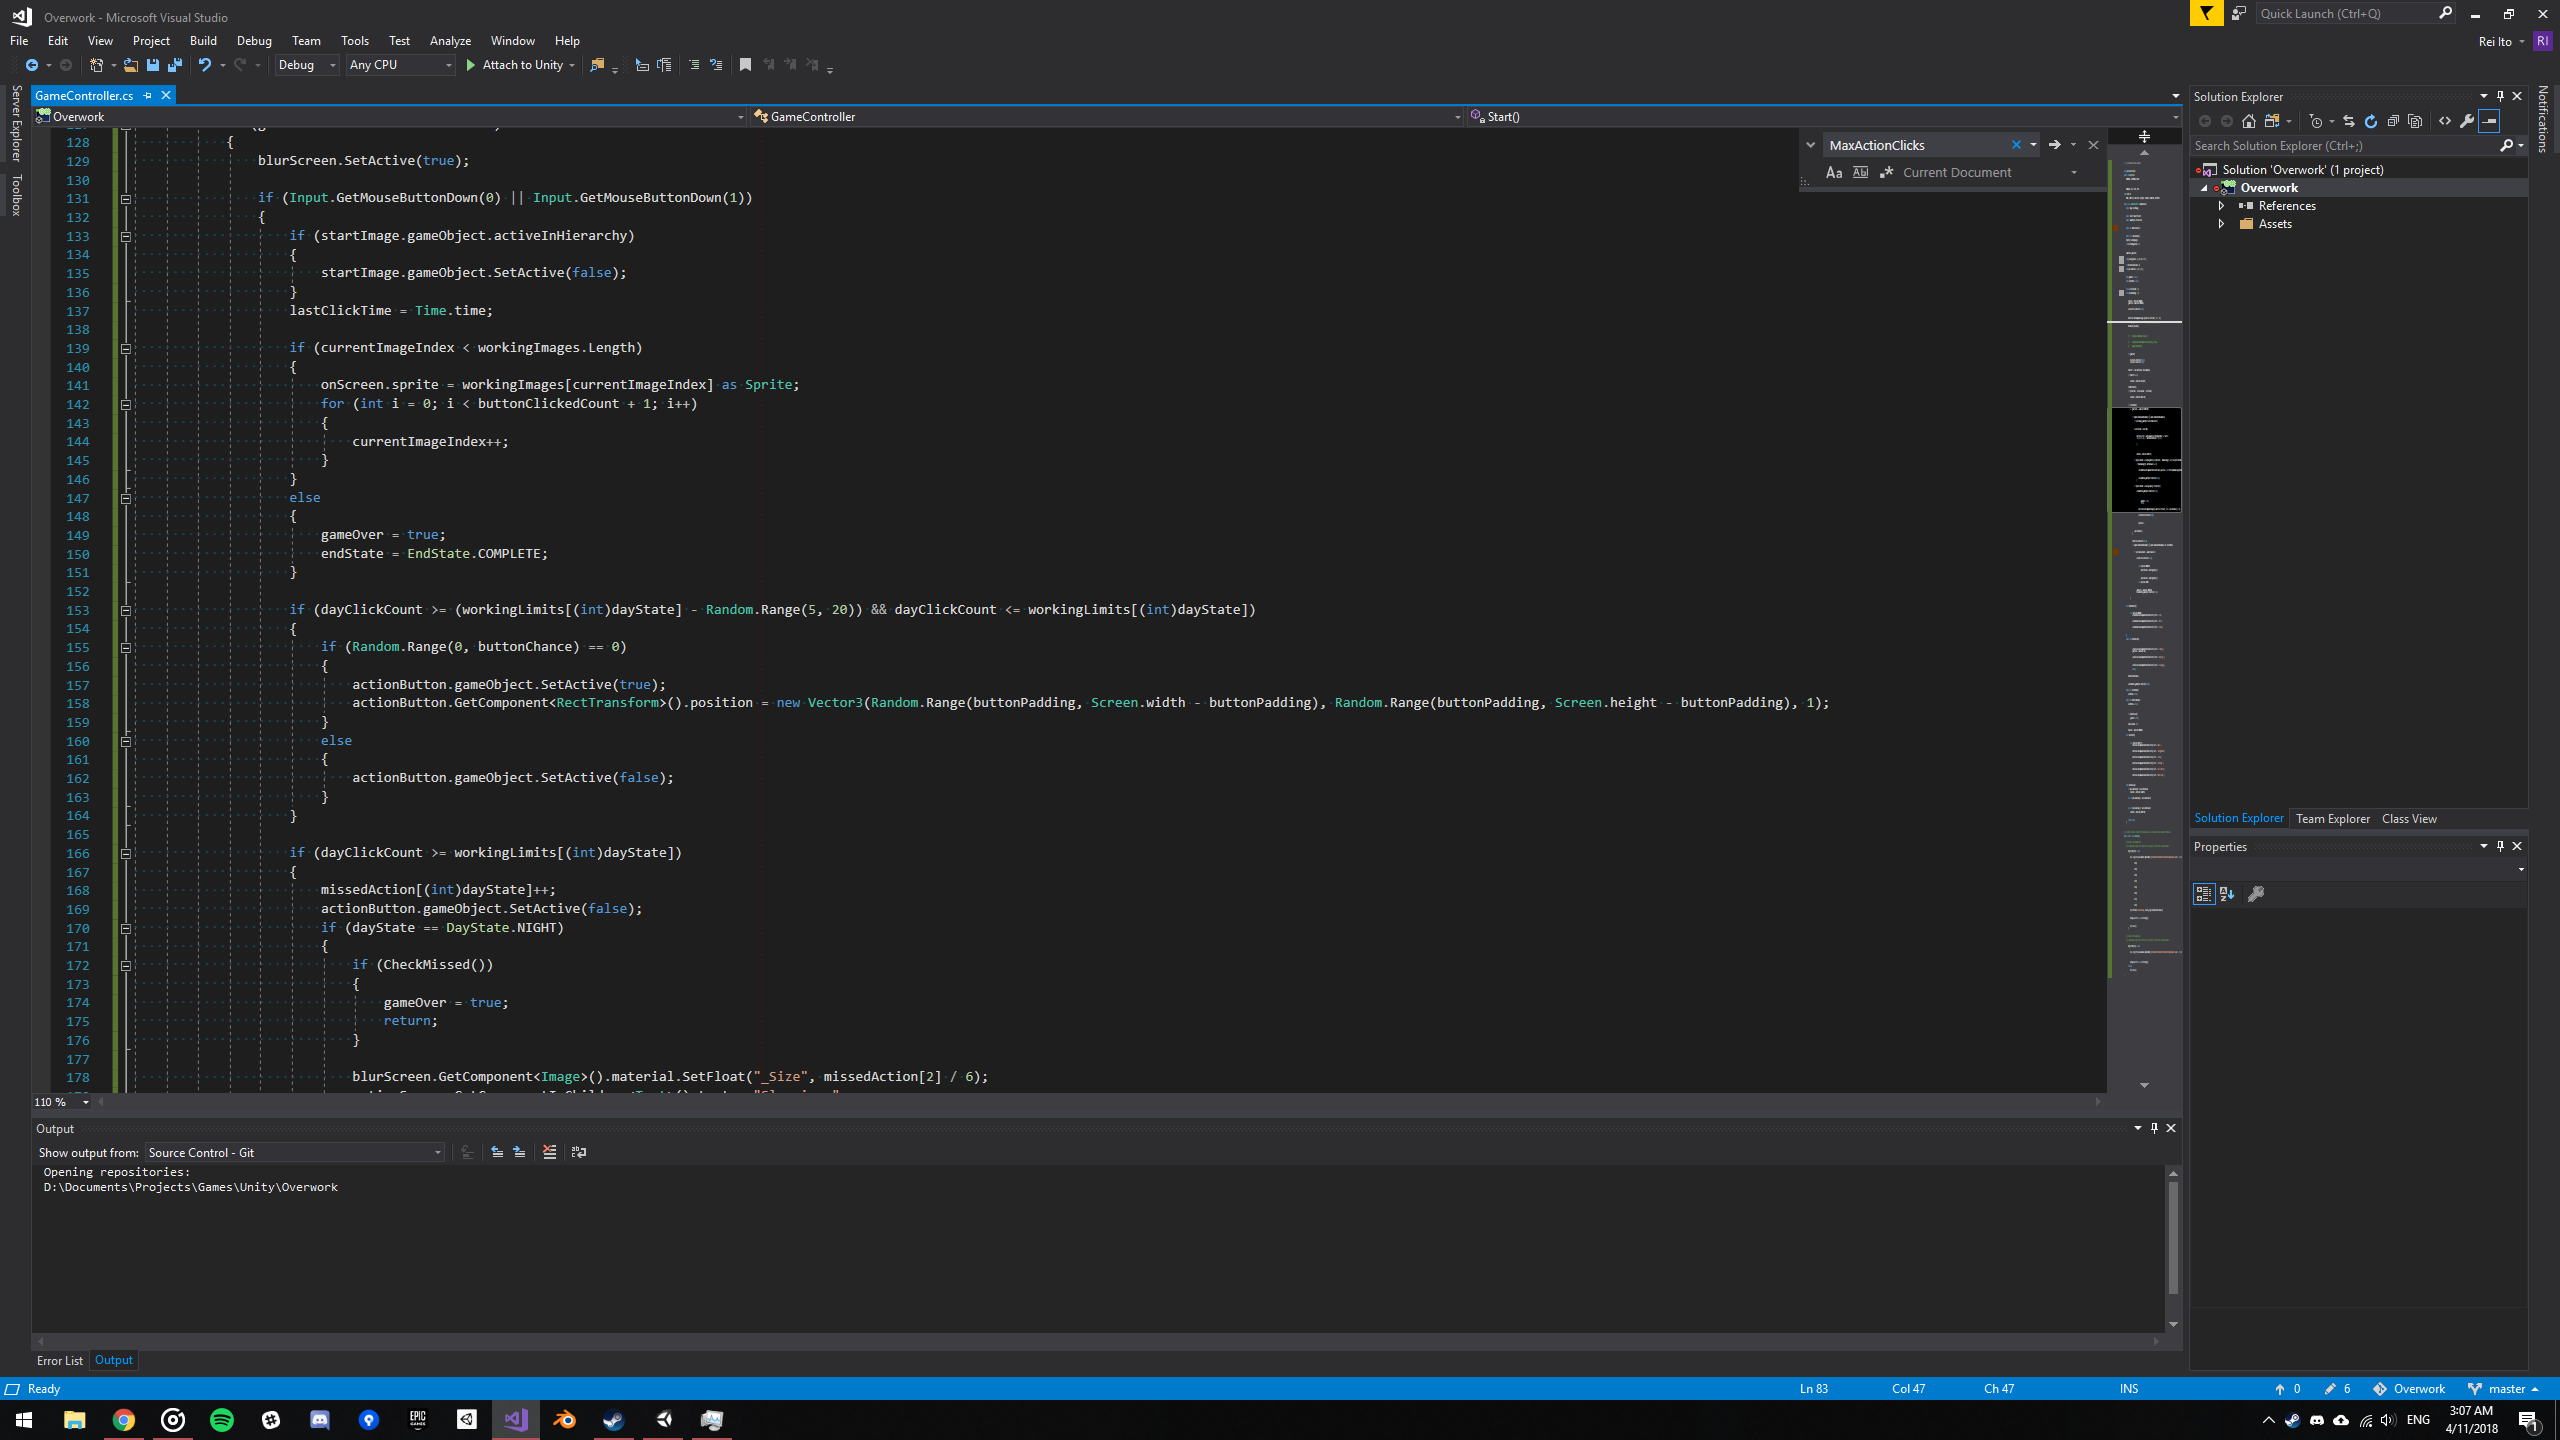 Overwork - Microsoft Visual Studio
Quick Launch (Ctrl+Q)
File Edit View Project Build Debug Team Tools Test Analyze Window Help
Rei Ito RI
Debug Any CPU Attach to Unity
Server Explorer
Toolbox
Notifications
GameController.cs
Overwork GameController Start()
MaxActionClicks
Aa Current Document
128 {
129 blurScreen.SetActive(true);
130
131 if (Input.GetMouseButtonDown(0) || Input.GetMouseButtonDown(1))
132 {
133 if (startImage.gameObject.activeInHierarchy)
134 {
135 startImage.gameObject.SetActive(false);
136 }
137 lastClickTime = Time.time;
138
139 if (currentImageIndex < workingImages.Length)
140 {
141 onScreen.sprite = workingImages[currentImageIndex] as Sprite;
142 for (int i = 0; i < buttonClickedCount + 1; i++)
143 {
144 currentImageIndex++;
145 }
146 }
147 else
148 {
149 gameOver = true;
150 endState = EndState.COMPLETE;
151 }
152
153 if (dayClickCount >= (workingLimits[(int)dayState] - Random.Range(5, 20)) && dayClickCount <= workingLimits[(int)dayState])
154 {
155 if (Random.Range(0, buttonChance) == 0)
156 {
157 actionButton.gameObject.SetActive(true);
158 actionButton.GetComponent<RectTransform>().position = new Vector3(Random.Range(buttonPadding, Screen.width - buttonPadding), Random.Range(buttonPadding, Screen.height - buttonPadding), 1);
159 }
160 else
161 {
162 actionButton.gameObject.SetActive(false);
163 }
164 }
165
166 if (dayClickCount >= workingLimits[(int)dayState])
167 {
168 missedAction[(int)dayState]++;
169 actionButton.gameObject.SetActive(false);
170 if (dayState == DayState.NIGHT)
171 {
172 if (CheckMissed())
173 {
174 gameOver = true;
175 return;
176 }
177
178 blurScreen.GetComponent<Image>().material.SetFloat("_Size", missedAction[2] / 6);
110 %
Solution Explorer
Search Solution Explorer (Ctrl+;)
Solution 'Overwork' (1 project)
Overwork
References
Assets
Solution Explorer Team Explorer Class View
Properties
Output
Show output from: Source Control - Git
Opening repositories:
D:\Documents\Projects\Games\Unity\Overwork
Error List Output
Ready Ln 83 Col 47 Ch 47 INS 0 6 Overwork master
EPIC GAMES
ENG 3:07 AM
4/11/2018
1